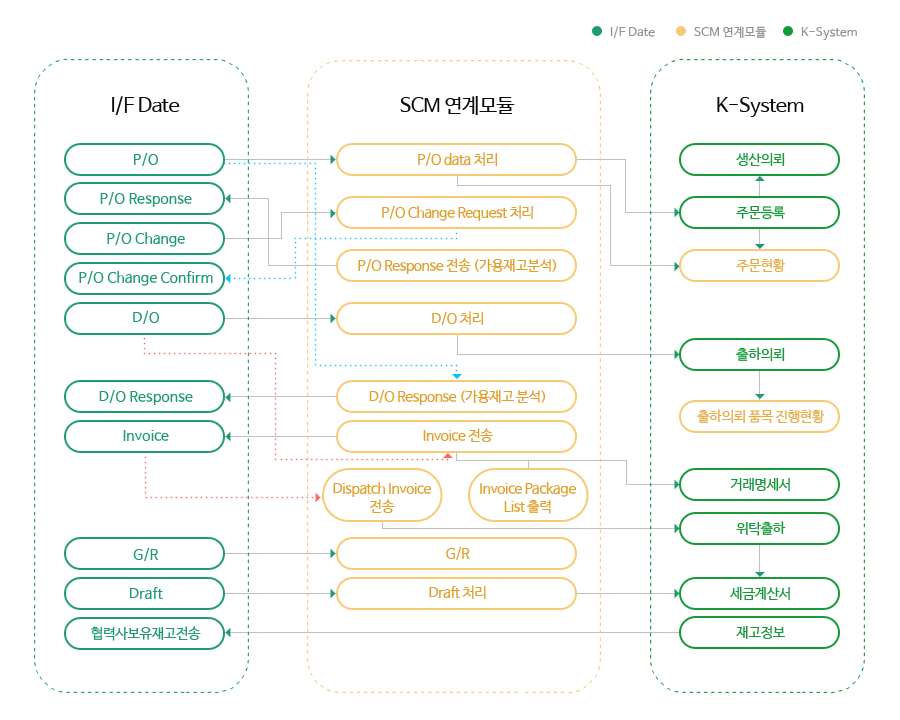 I/F Date
SCM 연계모듈
K-System
I/F Date
P/O
P/O Response
P/O Change
P/O Change Confirm
D/O
D/O Response
Invoice
G/R
Draft
협력사보유재고전송
SCM 연계모듈
P/O data 처리
P/O Change Request 처리
P/O Response 전송 (가용재고분석)
D/O 처리
D/O Response (가용재고 분석)
Invoice 전송
Dispatch Invoice
전송
Invoice Package
List 출력
G/R
Draft 처리
K-System
생산의뢰
주문등록
주문현황
출하의뢰
출하의뢰 품목 진행현황
거래명세서
위탁출하
세금계산서
재고정보